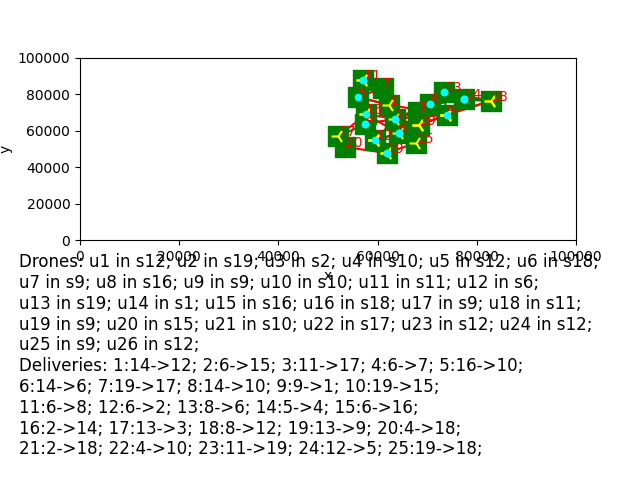 100000
80000
60000
40000
20000
0
y
0 20000 40000 60000 80000 100000
x
Drones: u1 in s12; u2 in s19; u3 in s2; u4 in s10; u5 in s12; u6 in s18;
u7 in s9; u8 in s16; u9 in s9; u10 in s10; u11 in s11; u12 in s6;
u13 in s19; u14 in s1; u15 in s16; u16 in s18; u17 in s9; u18 in s11;
u19 in s9; u20 in s15; u21 in s10; u22 in s17; u23 in s12; u24 in s12;
u25 in s9; u26 in s12;
Deliveries: 1:14->12; 2:6->15; 3:11->17; 4:6->7; 5:16->10;
6:14->6; 7:19->17; 8:14->10; 9:9->1; 10:19->15;
11:6->8; 12:6->2; 13:8->6; 14:5->4; 15:6->16;
16:2->14; 17:13->3; 18:8->12; 19:13->9; 20:4->18;
21:2->18; 22:4->10; 23:11->19; 24:12->5; 25:19->18;